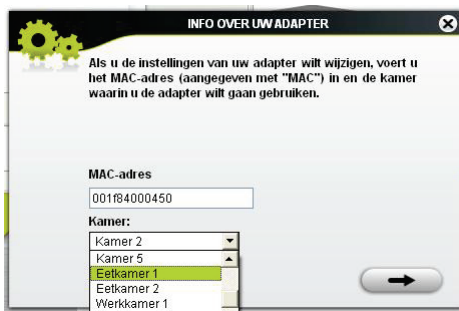 INFO OVER UW ADAPTER
Als u de instellingen van uw adapter wilt wijzigen, voert u
het MAC-adres (aangegeven met "MAC") in en de kamer
waarin u de adapter wilt gaan gebruiken.
MAC-adres
001f84000450
Kamer:
Kamer 2
Kamer 5
Eetkamer 1
Eetkamer 2
Werkkamer 1